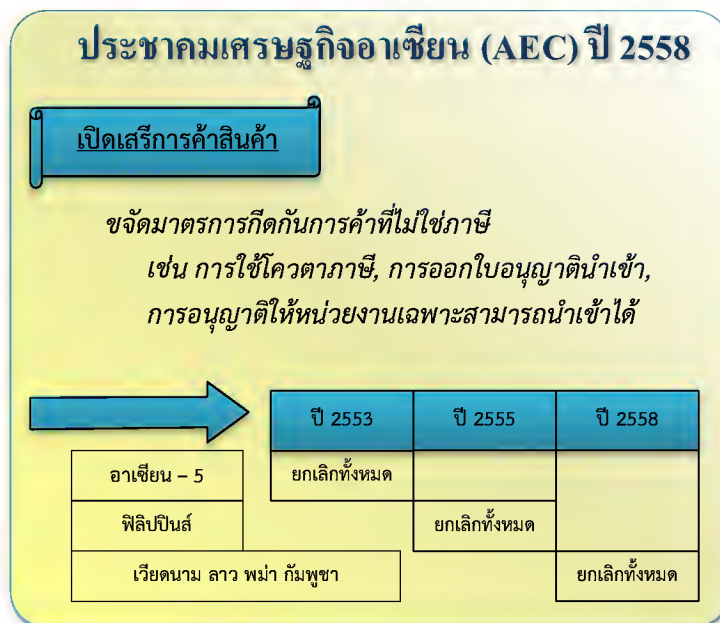 ประชาคมเศรษฐกิจอาเซียน (AEC) ปี 2558
เปิดเสรีการค้าสินค้า
ขจัดมาตรการกีดกันการค้าที่ไม่ใช่ภาษี
เช่น การใช้โควตาภาษี, การออกใบอนุญาตินำเข้า,
การอนุญาติให้หน่วยงานเฉพาะสามารถนำเข้าได้
ปี 2553 ปี 2555 ปี 2558
อาเซียน – 5 ยกเลิกทั้งหมด
ฟิลิปปินส์ ยกเลิกทั้งหมด
เวียดนาม ลาว พม่า กัมพูชา ยกเลิกทั้งหมด